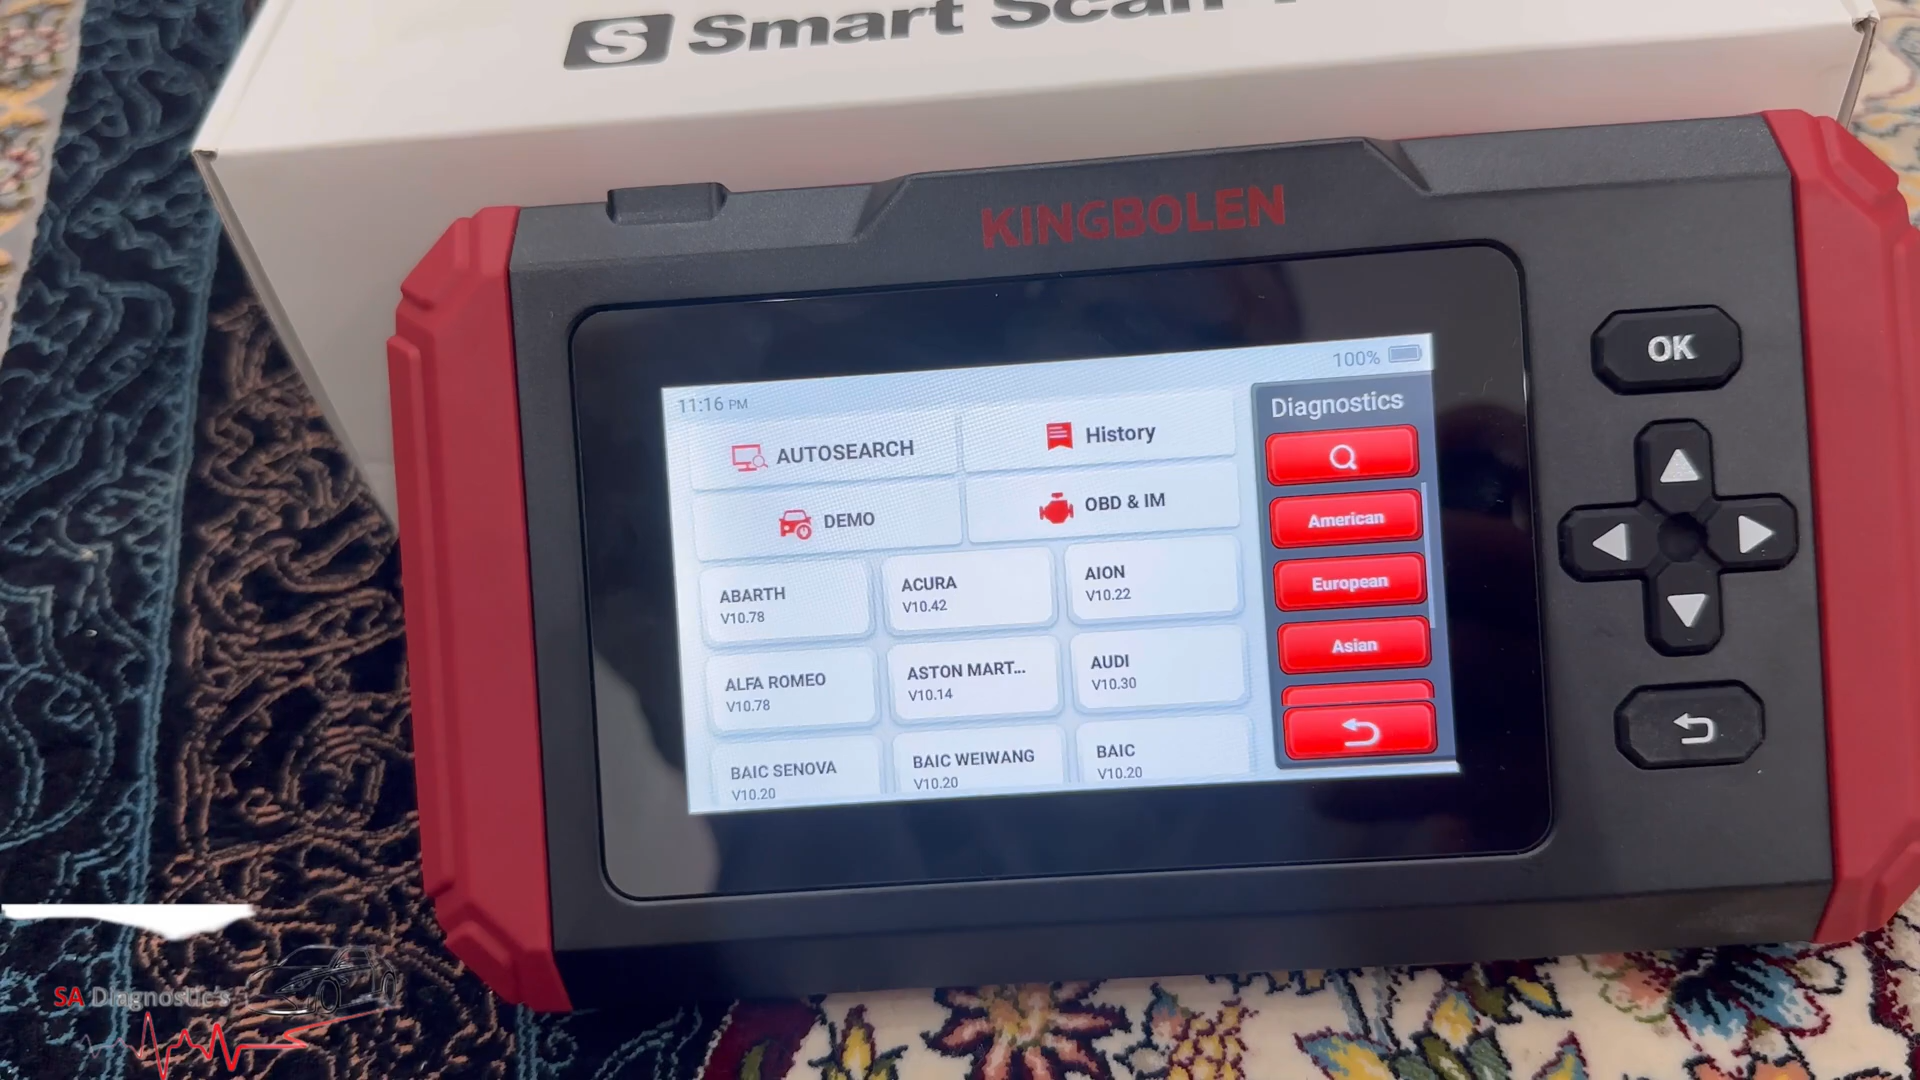 S Smart Scan
KINGBOLEN
11:16 PM
100%
AUTOSEARCH
History
DEMO
OBD & IM
ABARTH
V10.78
ACURA
V10.42
AION
V10.22
ALFA ROMEO
V10.78
ASTON MART...
V10.14
AUDI
V10.30
BAIC SENOVA
V10.20
BAIC WEIWANG
V10.20
BAIC
V10.20
Diagnostics
American
European
Asian
OK
SA Diagnostic's